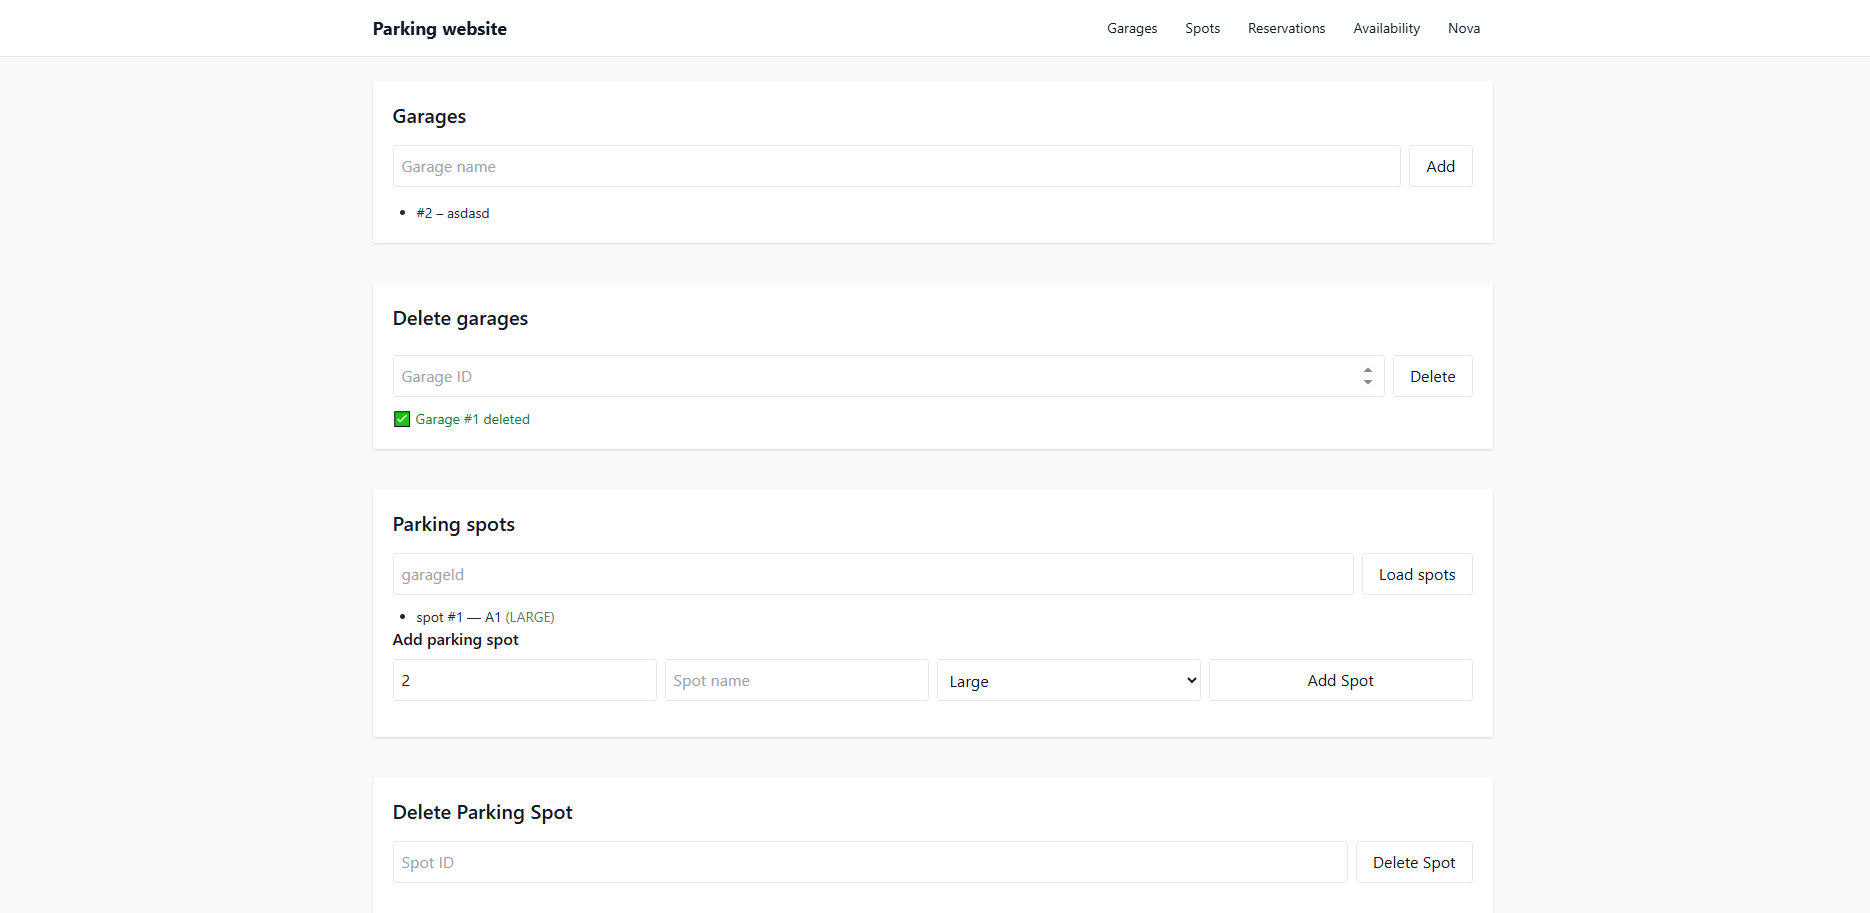 Parking website Garages Spots Reservations Availability Nova
Garages
Garage name Add
#2 – asdasd
Delete garages
Garage ID Delete
✅ Garage #1 deleted
Parking spots
garageId Load spots
spot #1 — A1 (LARGE)
Add parking spot
2 Spot name Large Add Spot
Delete Parking Spot
Spot ID Delete Spot